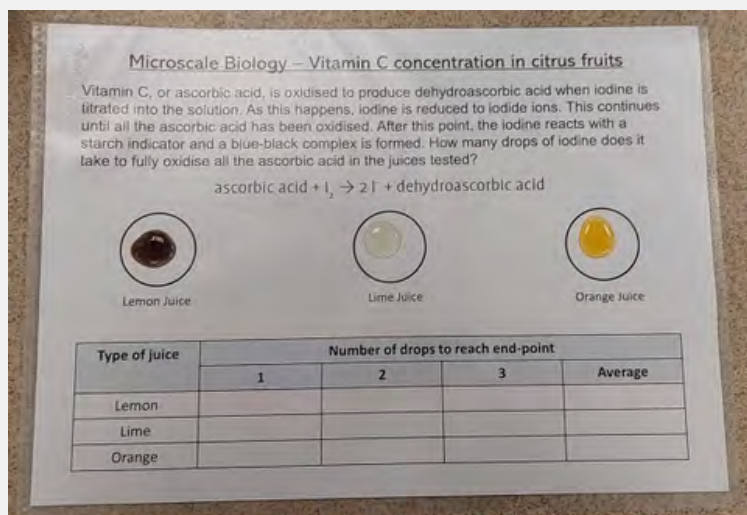 Microscale Biology – Vitamin C concentration in citrus fruits
Vitamin C, or ascorbic acid, is oxidised to produce dehydroascorbic acid when iodine is
titrated into the solution. As this happens, iodine is reduced to iodide ions. This continues
until all the ascorbic acid has been oxidised. After this point, the iodine reacts with a
starch indicator and a blue-black complex is formed. How many drops of iodine does it
take to fully oxidise all the ascorbic acid in the juices tested?
ascorbic acid + I₂ → 2 I⁻ + dehydroascorbic acid
Lemon Juice Lime Juice Orange Juice
Type of juice Number of drops to reach end-point
1 2 3 Average
Lemon
Lime
Orange